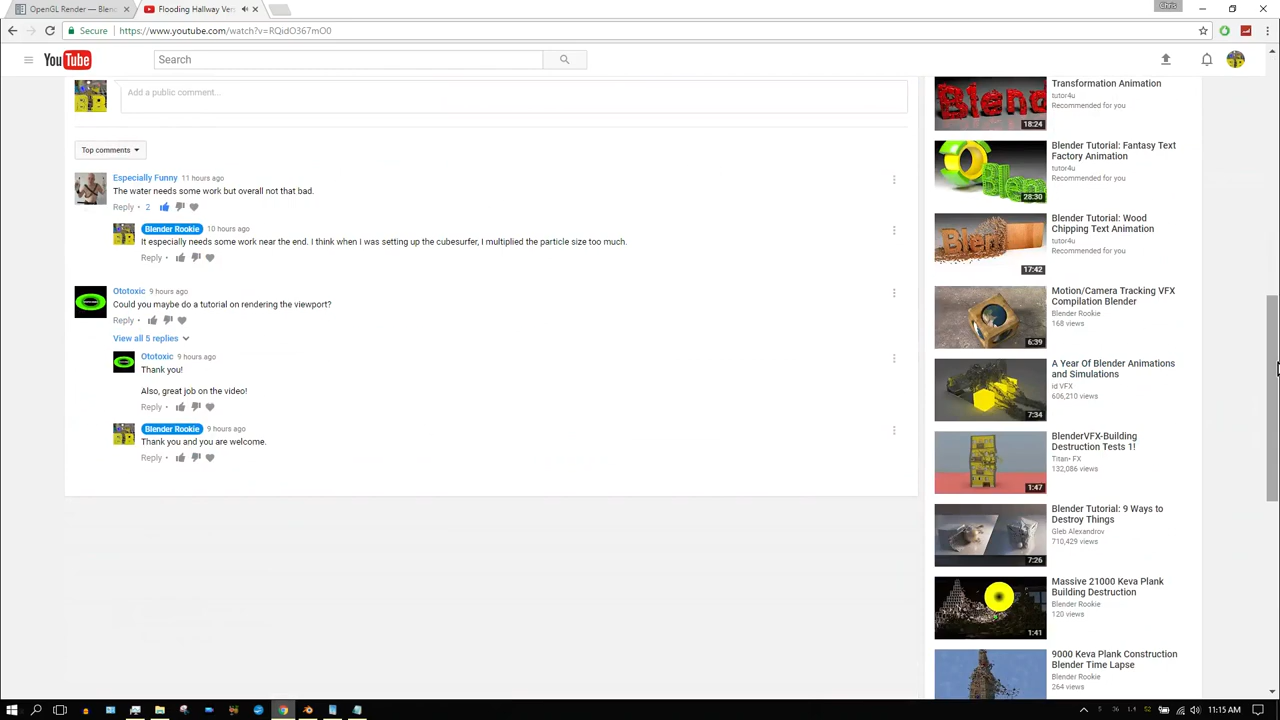 OpenGL Render — Blen
Flooding Hallway Ver
Chris
Secure
https://www.youtube.com/watch?v=RQidO367mO0
YouTube
Search
Add a public comment...
Top comments
Especially Funny 11 hours ago
The water needs some work but overall not that bad.
Reply • 2
Blender Rookie 10 hours ago
It especially needs some work near the end. I think when I was setting up the cubesurfer, I multiplied the particle size too much.
Reply •
Ototoxic 9 hours ago
Could you maybe do a tutorial on rendering the viewport?
Reply •
View all 5 replies
Ototoxic 9 hours ago
Thank you!
Also, great job on the video!
Reply •
Blender Rookie 9 hours ago
Thank you and you are welcome.
Reply •
Transformation Animation
tutor4u
Recommended for you
18:24
Blender Tutorial: Fantasy Text
Factory Animation
tutor4u
Recommended for you
28:30
Blender Tutorial: Wood
Chipping Text Animation
tutor4u
Recommended for you
17:42
Motion/Camera Tracking VFX
Compilation Blender
Blender Rookie
168 views
6:39
A Year Of Blender Animations
and Simulations
id VFX
606,210 views
7:34
BlenderVFX-Building
Destruction Tests 1!
Titan• FX
132,086 views
1:47
Blender Tutorial: 9 Ways to
Destroy Things
Gleb Alexandrov
710,429 views
7:26
Massive 21000 Keva Plank
Building Destruction
Blender Rookie
120 views
1:41
9000 Keva Plank Construction
Blender Time Lapse
Blender Rookie
264 views
11:15 AM